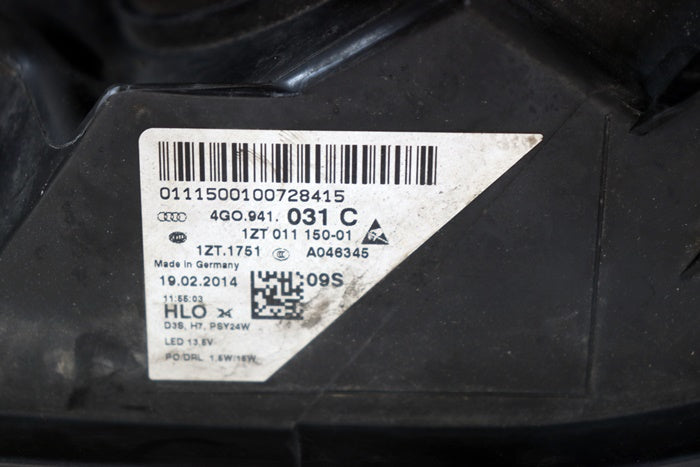 0111500100728415
4GO.941. 031 C
1ZT 011 150-01
1ZT.1751 A046345
Made in Germany
19.02.2014 09S
11:55:03
HLO
D3S, H7, PSY24W
LED 13.5V
PO/DRL 1.5W/15W